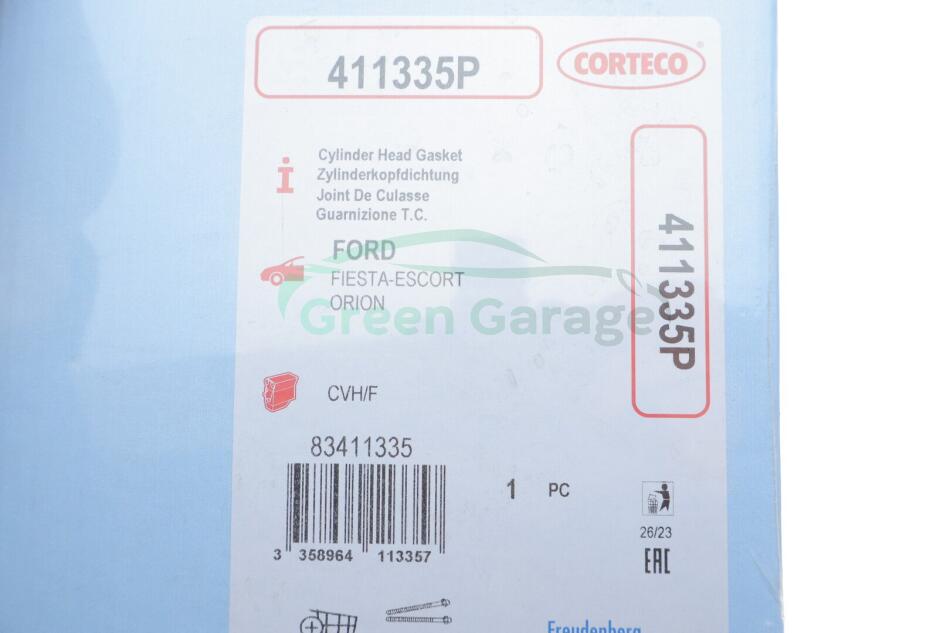 411335P
CORTECO®
Cylinder Head Gasket
Zylinderkopfdichtung
Joint De Culasse
Guarnizione T.C.
411335P
FORD
FIESTA-ESCORT
ORION
Green Garage
CVH/F
83411335
1 PC
3 358964 113357
26/23
EAC
Freudenberg